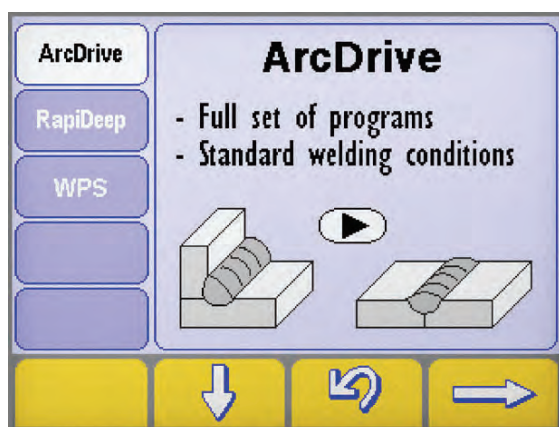 ArcDrive
RapiDeep
WPS
ArcDrive
- Full set of programs
- Standard welding conditions